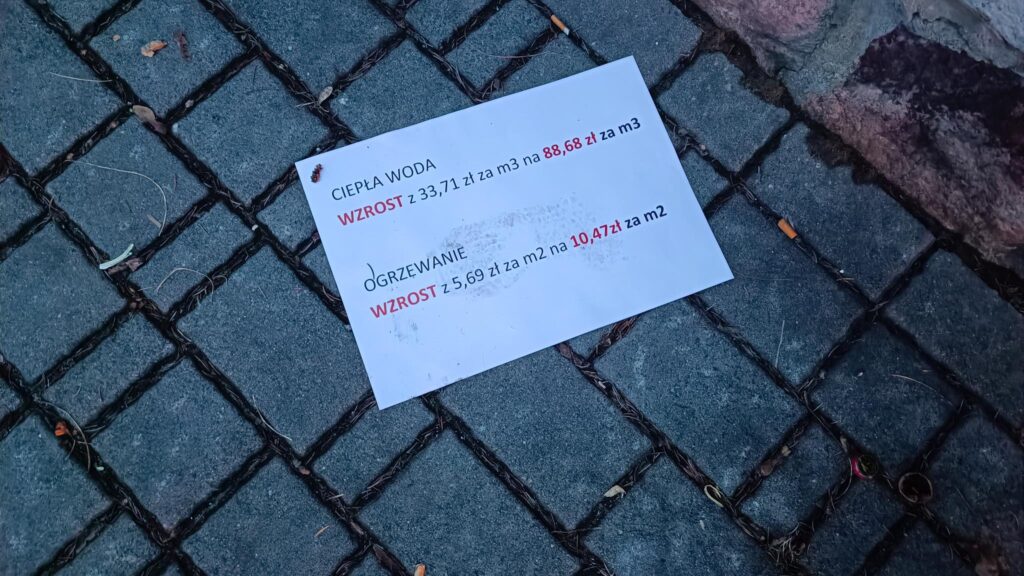 CIEPŁA WODA
WZROST z 33,71 zł za m3 na 88,68 zł za m3
OGRZEWANIE
WZROST z 5,69 zł za m2 na 10,47zł za m2